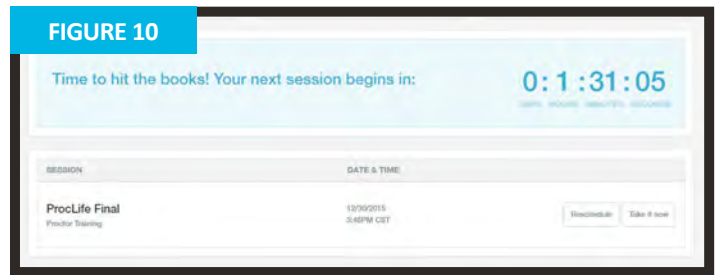 FIGURE 10
Time to hit the books! Your next session begins in:
0:1:31:05
DAYS HOURS MINUTES SECONDS
SESSION DATE & TIME
ProcLife Final 12/30/2015
Proctor Training 3:45PM CST
Reschedule Take it now